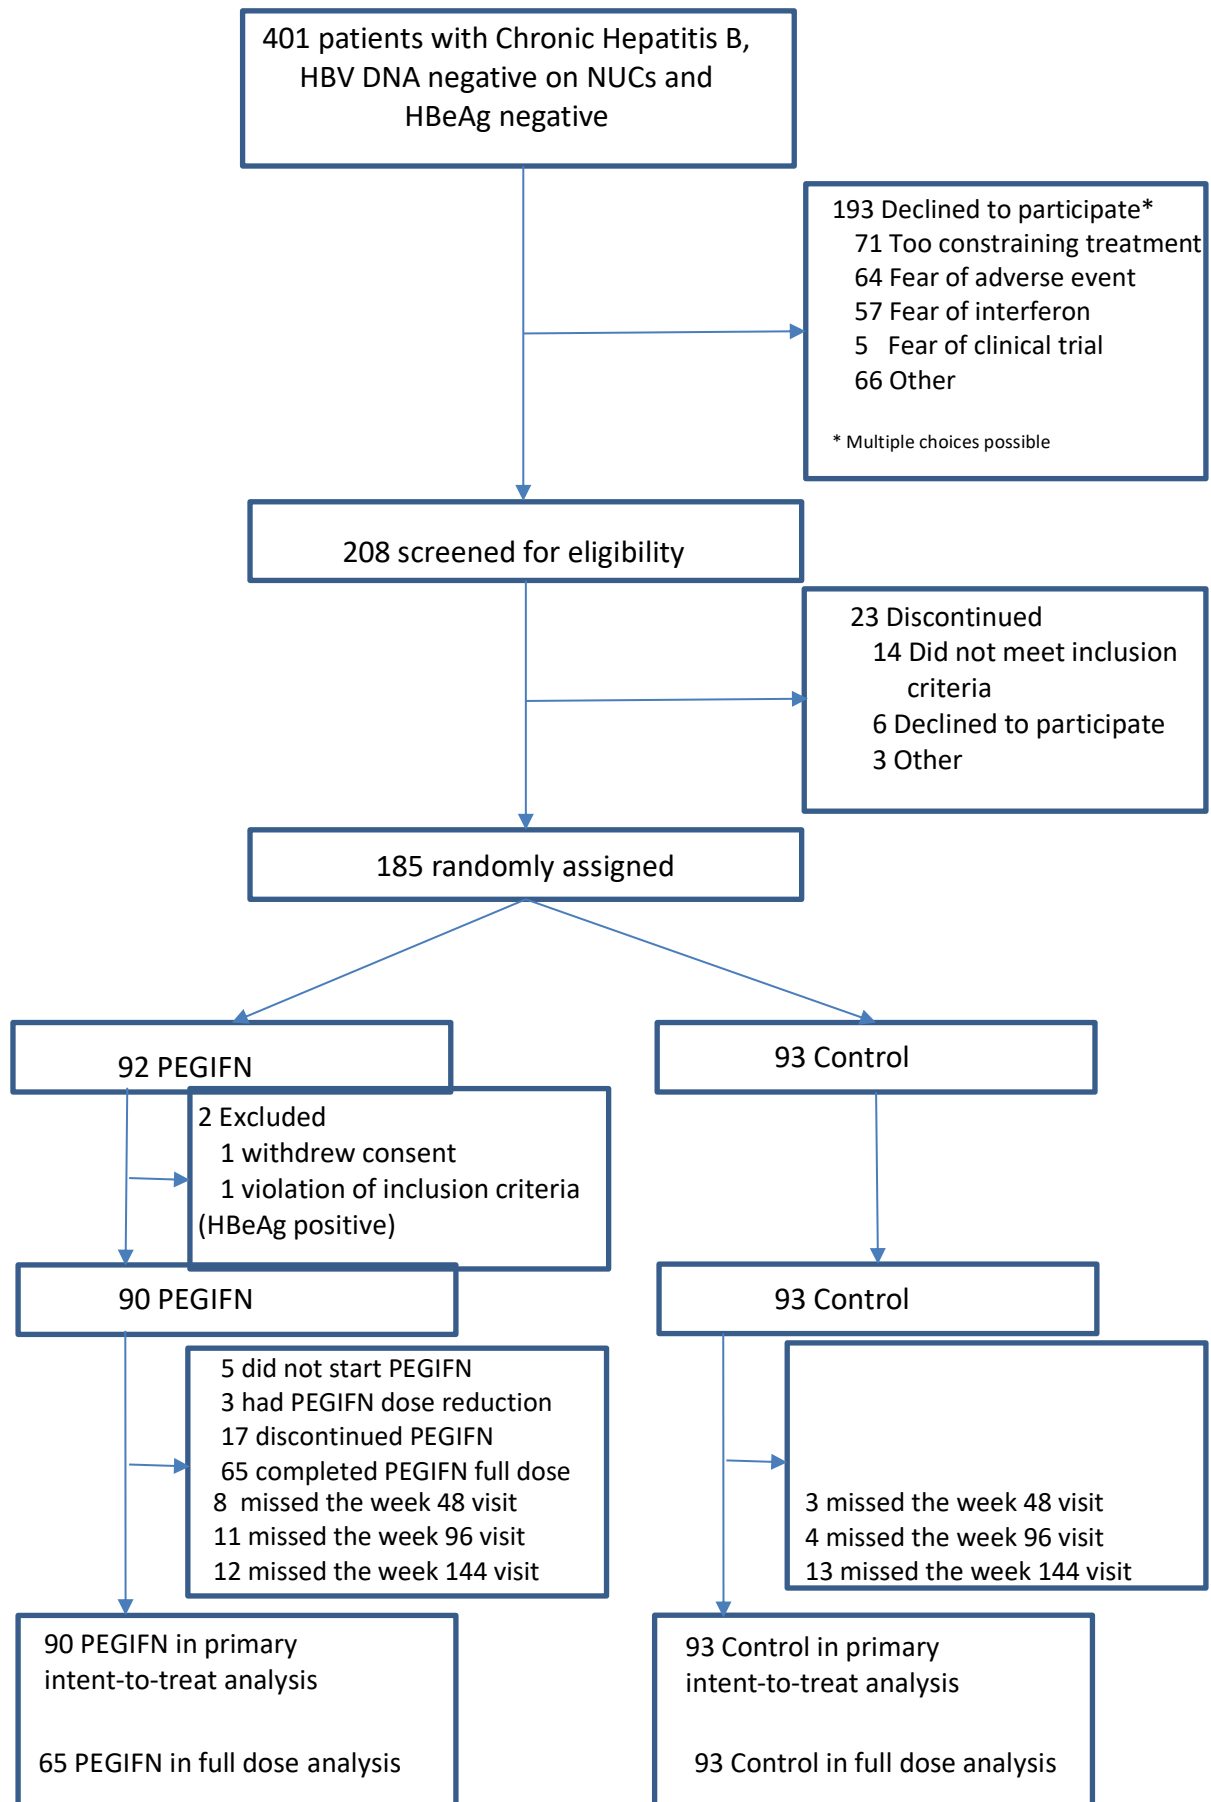 401 patients with Chronic Hepatitis B,
HBV DNA negative on NUCs and
HBeAg negative
193 Declined to participate*
71 Too constraining treatment
64 Fear of adverse event
57 Fear of interferon
5 Fear of clinical trial
66 Other
* Multiple choices possible
208 screened for eligibility
23 Discontinued
14 Did not meet inclusion
criteria
6 Declined to participate
3 Other
185 randomly assigned
92 PEGIFN
93 Control
2 Excluded
1 withdrew consent
1 violation of inclusion criteria
(HBeAg positive)
90 PEGIFN
93 Control
5 did not start PEGIFN
3 had PEGIFN dose reduction
17 discontinued PEGIFN
65 completed PEGIFN full dose
8 missed the week 48 visit
11 missed the week 96 visit
12 missed the week 144 visit
3 missed the week 48 visit
4 missed the week 96 visit
13 missed the week 144 visit
90 PEGIFN in primary
intent-to-treat analysis
65 PEGIFN in full dose analysis
93 Control in primary
intent-to-treat analysis
93 Control in full dose analysis